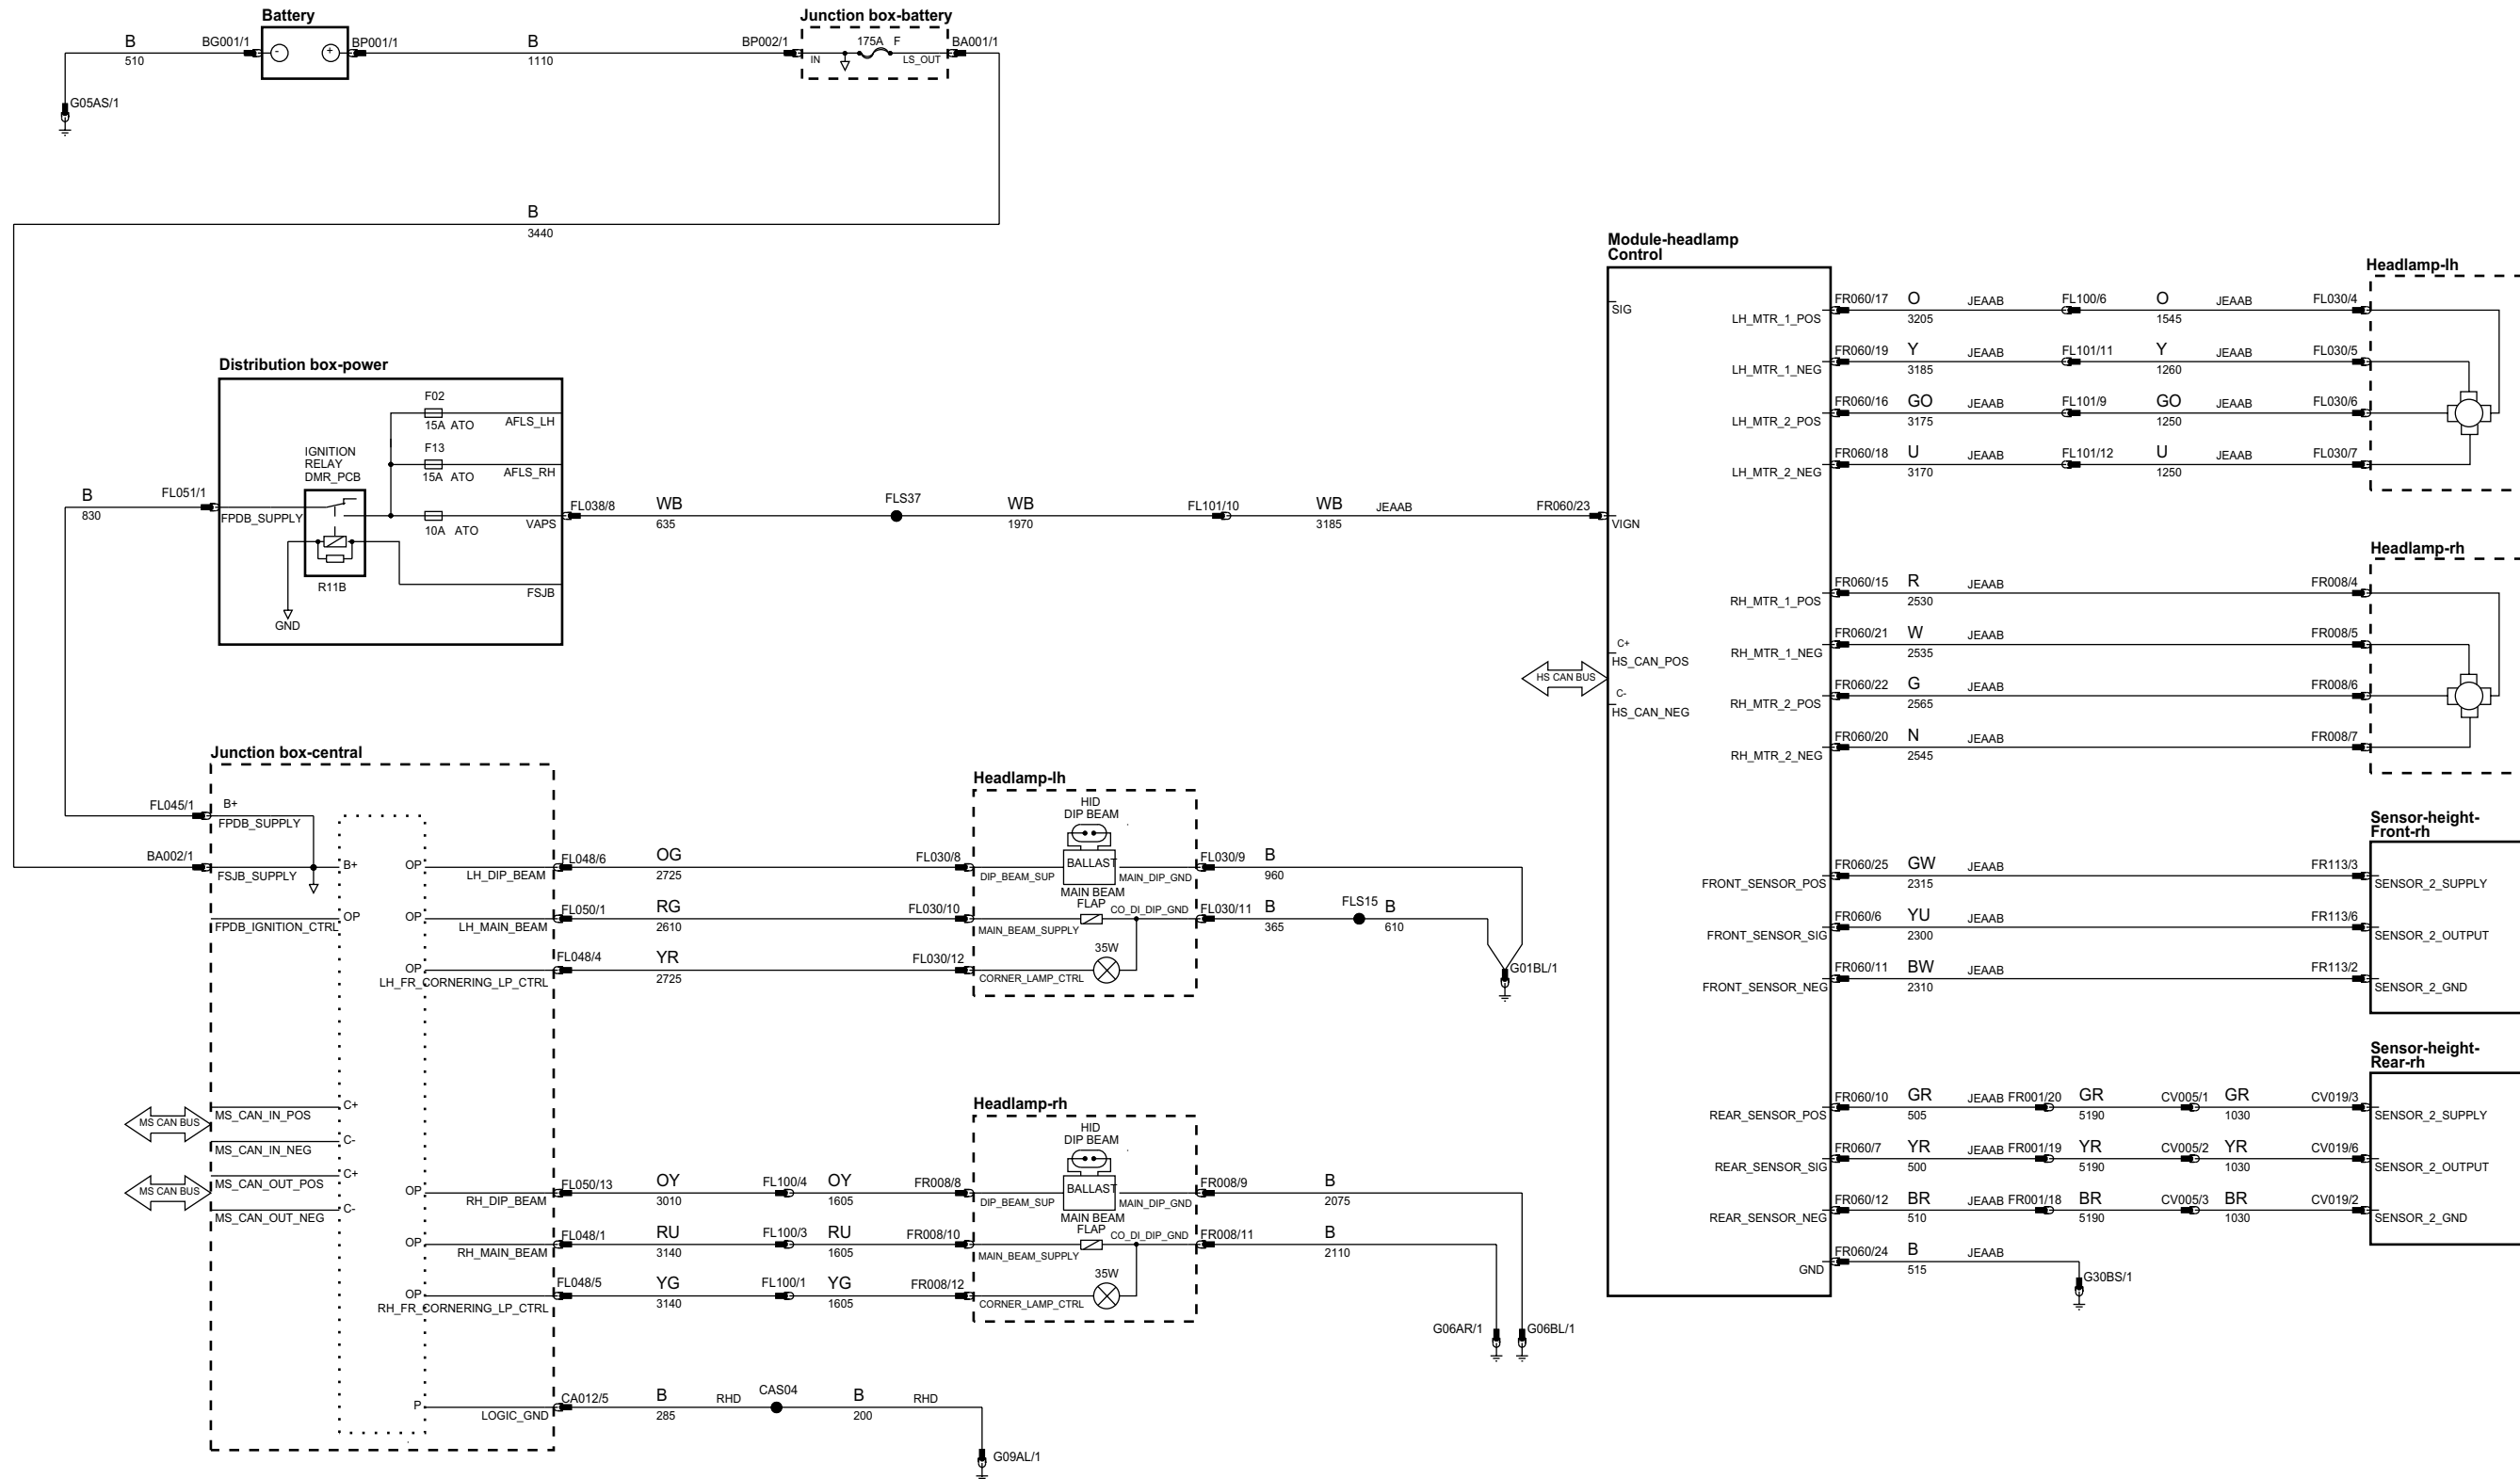 Battery
Junction box-battery
B
510
BG001/1
-
+
BP001/1
B
1110
BP002/1
IN
175A F
LS_OUT
BA001/1
G05AS/1
B
3440
Distribution box-power
F02
15A ATO
AFLS_LH
F13
15A ATO
AFLS_RH
IGNITION
RELAY
DMR_PCB
B
830
FL051/1
FPDB_SUPPLY
10A ATO
VAPS
FL038/8
WB
635
FLS37
WB
1970
FL101/10
WB
3185
JEAAB
FR060/23
VIGN
R11B
FSJB
GND
Module-headlamp
Control
SIG
C+
HS_CAN_POS
HS CAN BUS
C-
HS_CAN_NEG
Headlamp-lh
LH_MTR_1_POS
FR060/17
O
3205
JEAAB
FL100/6
O
1545
JEAAB
FL030/4
LH_MTR_1_NEG
FR060/19
Y
3185
JEAAB
FL101/11
Y
1260
JEAAB
FL030/5
LH_MTR_2_POS
FR060/16
GO
3175
JEAAB
FL101/9
GO
1250
JEAAB
FL030/6
LH_MTR_2_NEG
FR060/18
U
3170
JEAAB
FL101/12
U
1250
JEAAB
FL030/7
Headlamp-rh
RH_MTR_1_POS
FR060/15
R
2530
JEAAB
FR008/4
RH_MTR_1_NEG
FR060/21
W
2535
JEAAB
FR008/5
RH_MTR_2_POS
FR060/22
G
2565
JEAAB
FR008/6
RH_MTR_2_NEG
FR060/20
N
2545
JEAAB
FR008/7
Sensor-height-
Front-rh
FRONT_SENSOR_POS
FR060/25
GW
2315
JEAAB
FR113/3
SENSOR_2_SUPPLY
FRONT_SENSOR_SIG
FR060/6
YU
2300
JEAAB
FR113/6
SENSOR_2_OUTPUT
FRONT_SENSOR_NEG
FR060/11
BW
2310
JEAAB
FR113/2
SENSOR_2_GND
Sensor-height-
Rear-rh
REAR_SENSOR_POS
FR060/10
GR
505
JEAAB
FR001/20
GR
5190
CV005/1
GR
1030
CV019/3
SENSOR_2_SUPPLY
REAR_SENSOR_SIG
FR060/7
YR
500
JEAAB
FR001/19
YR
5190
CV005/2
YR
1030
CV019/6
SENSOR_2_OUTPUT
REAR_SENSOR_NEG
FR060/12
BR
510
JEAAB
FR001/18
BR
5190
CV005/3
BR
1030
CV019/2
SENSOR_2_GND
GND
FR060/24
B
515
JEAAB
G30BS/1
Junction box-central
FL045/1
B+
FPDB_SUPPLY
BA002/1
FSJB_SUPPLY
B+
FPDB_IGNITION_CTRL
OP
MS CAN BUS
MS_CAN_IN_POS
C+
MS_CAN_IN_NEG
C-
MS CAN BUS
MS_CAN_OUT_POS
C+
MS_CAN_OUT_NEG
C-
Headlamp-lh
HID
DIP BEAM
BALLAST
OP
LH_DIP_BEAM
FL048/6
OG
2725
FL030/8
DIP_BEAM_SUP
MAIN_DIP_GND
FL030/9
B
960
MAIN BEAM
FLAP
OP
LH_MAIN_BEAM
FL050/1
RG
2610
FL030/10
MAIN_BEAM_SUPPLY
CO_DI_DIP_GND
FL030/11
B
365
FLS15
B
610
OP
LH_FR_CORNERING_LP_CTRL
FL048/4
YR
2725
FL030/12
CORNER_LAMP_CTRL
35W
G01BL/1
Headlamp-rh
HID
DIP BEAM
BALLAST
OP
RH_DIP_BEAM
FL050/13
OY
3010
FL100/4
OY
1605
FR008/8
DIP_BEAM_SUP
MAIN_DIP_GND
FR008/9
B
2075
MAIN BEAM
FLAP
OP
RH_MAIN_BEAM
FL048/1
RU
3140
FL100/3
RU
1605
FR008/10
MAIN_BEAM_SUPPLY
CO_DI_DIP_GND
FR008/11
B
2110
OP
RH_FR_CORNERING_LP_CTRL
FL048/5
YG
3140
FL100/1
YG
1605
FR008/12
CORNER_LAMP_CTRL
35W
G06AR/1
G06BL/1
P
LOGIC_GND
CA012/5
B
285
RHD
CAS04
B
200
RHD
G09AL/1